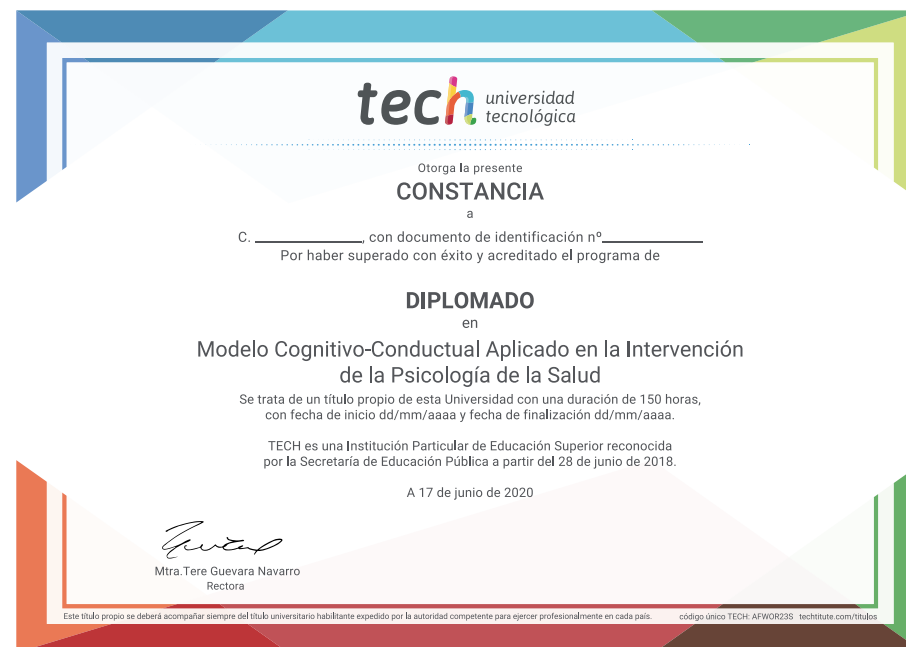 tech universidad
tecnológica
Otorga la presente
CONSTANCIA
a
C. ____________, con documento de identificación nº____________
Por haber superado con éxito y acreditado el programa de
DIPLOMADO
en
Modelo Cognitivo-Conductual Aplicado en la Intervención
de la Psicología de la Salud
Se trata de un título propio de esta Universidad con una duración de 150 horas,
con fecha de inicio dd/mm/aaaa y fecha de finalización dd/mm/aaaa.
TECH es una Institución Particular de Educación Superior reconocida
por la Secretaría de Educación Pública a partir del 28 de junio de 2018.
A 17 de junio de 2020
Mtra.Tere Guevara Navarro
Rectora
Este título propio se deberá acompañar siempre del título universitario habilitante expedido por la autoridad competente para ejercer profesionalmente en cada país. código único TECH: AFWOR23S techtitute.com/titulos